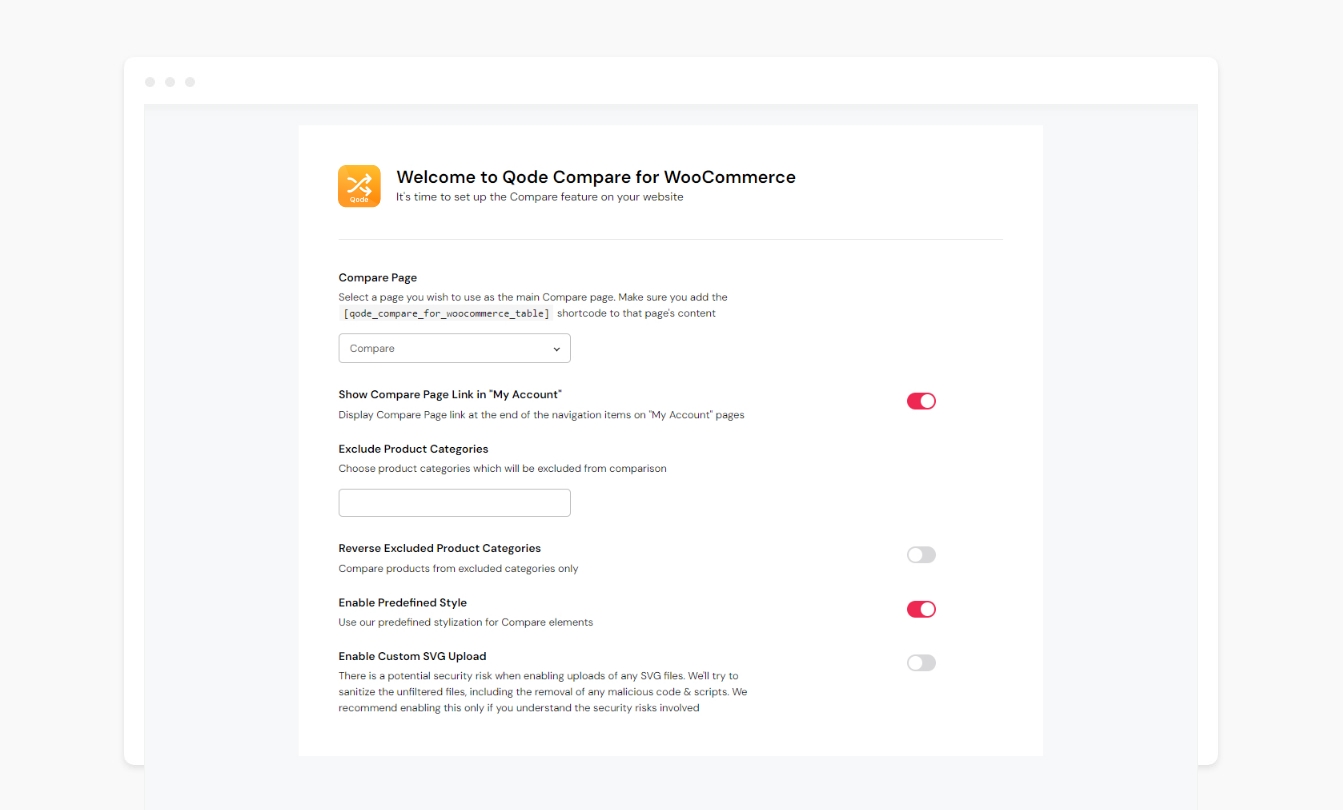 Welcome to Qode Compare for WooCommerce
Qode
It's time to set up the Compare feature on your website
Compare Page
Select a page you wish to use as the main Compare page. Make sure you add the
[qode_compare_for_woocommerce_table] shortcode to that page's content
Compare
Show Compare Page Link in "My Account"
Display Compare Page link at the end of the navigation items on "My Account" pages
Exclude Product Categories
Choose product categories which will be excluded from comparison
Reverse Excluded Product Categories
Compare products from excluded categories only
Enable Predefined Style
Use our predefined stylization for Compare elements
Enable Custom SVG Upload
There is a potential security risk when enabling uploads of any SVG files. We'll try to
sanitize the unfiltered files, including the removal of any malicious code & scripts. We
recommend enabling this only if you understand the security risks involved